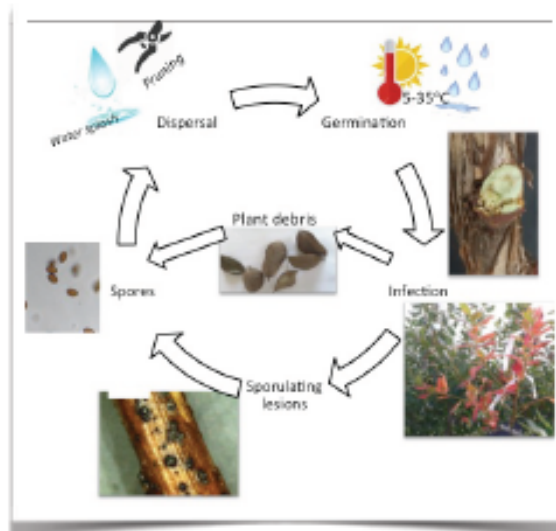 Pruning
Water splash
Dispersal
Germination
5-35°C
Plant debris
Spores
Infection
Sporulating
lesions